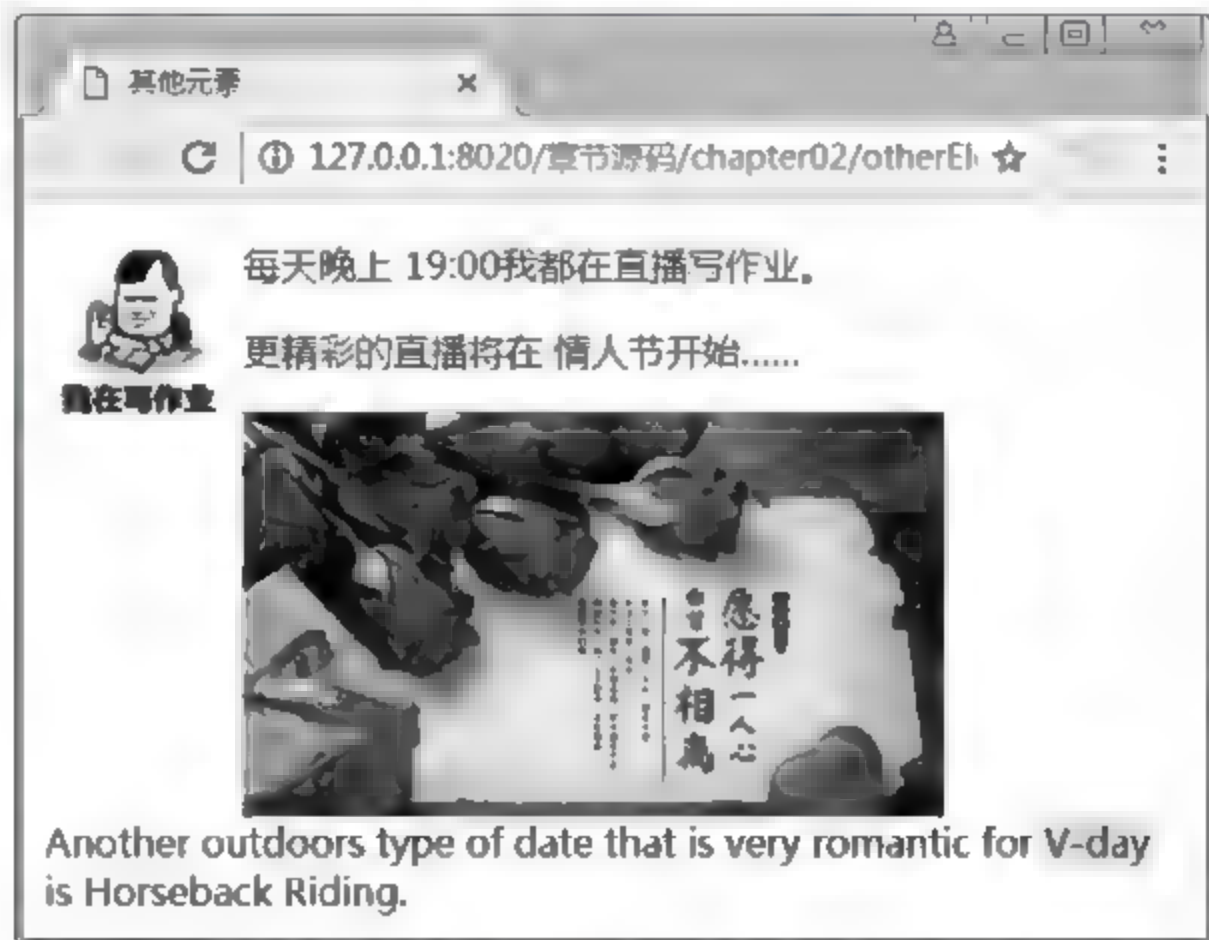 其他元素
127.0.0.1:8020/章节源码/chapter02/otherEl
每天晚上 19:00我都在直播写作业。
更精彩的直播将在 情人节开始......
我在写作业
愿得一人心
白首不相离
Another outdoors type of date that is very romantic for V-day
is Horseback Riding.